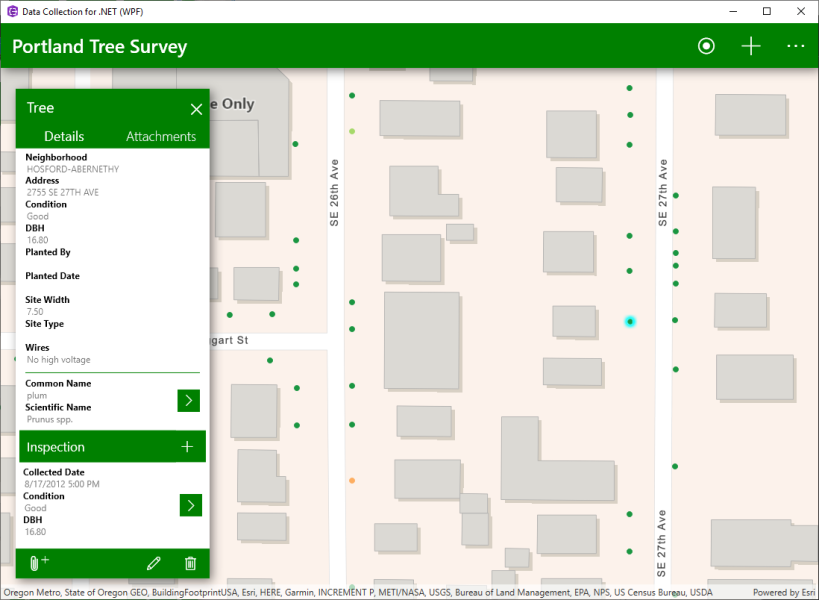 Data Collection for .NET (WPF)
Portland Tree Survey
Tree
Details Attachments
Neighborhood
HOSFORD-ABERNETHY
Address
2755 SE 27TH AVE
Condition
Good
DBH
16.80
Planted By
Planted Date
Site Width
7.50
Site Type
Wires
No high voltage
Common Name
plum
Scientific Name
Prunus spp.
Inspection
Collected Date
8/17/2012 5:00 PM
Condition
Good
DBH
16.80
e Only
SE 26th Ave
SE 27th Ave
gart St
SE 27th Ave
Oregon Metro, State of Oregon GEO, BuildingFootprintUSA, Esri, HERE, Garmin, INCREMENT P, METI/NASA, USGS, Bureau of Land Management, EPA, NPS, US Census Bureau, USDA
Powered by Esri